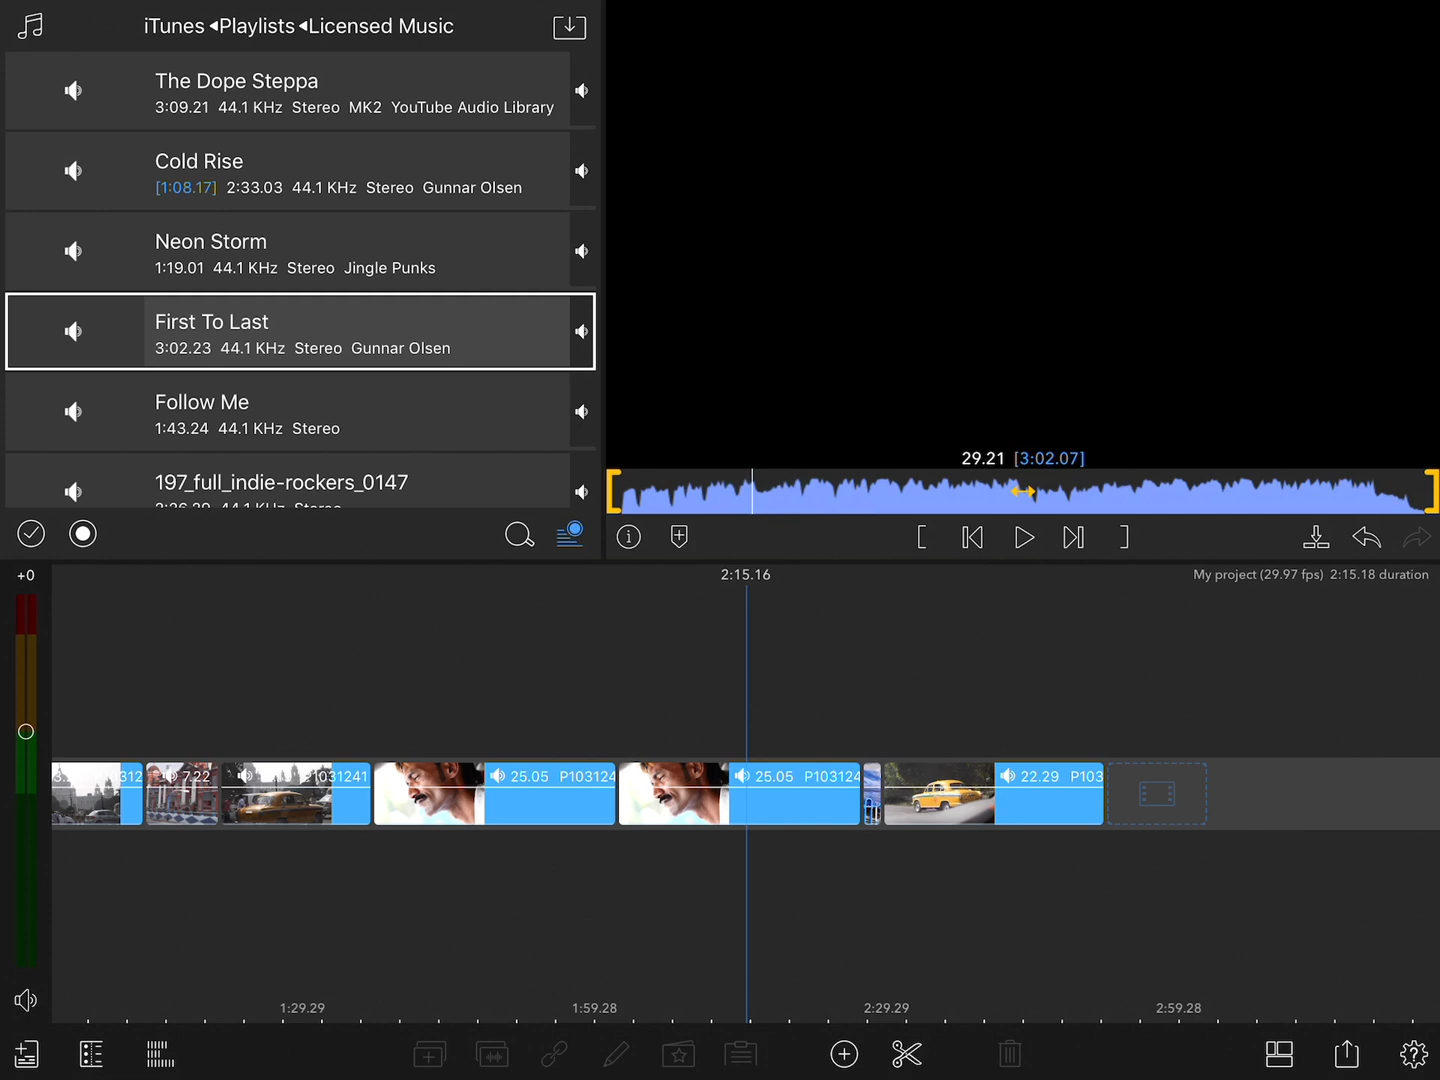 iTunes ◂Playlists ◂Licensed Music
The Dope Steppa
3:09.21 44.1 KHz Stereo MK2 YouTube Audio Library
Cold Rise
[1:08.17] 2:33.03 44.1 KHz Stereo Gunnar Olsen
Neon Storm
1:19.01 44.1 KHz Stereo Jingle Punks
First To Last
3:02.23 44.1 KHz Stereo Gunnar Olsen
Follow Me
1:43.24 44.1 KHz Stereo
197_full_indie-rockers_0147
29.21 [3:02.07]
+0
2:15.16
My project (29.97 fps) 2:15.18 duration
312
7.22
P1031241
25.05 P103124
25.05 P103124
22.29 P103
1:29.29
1:59.28
2:29.29
2:59.28